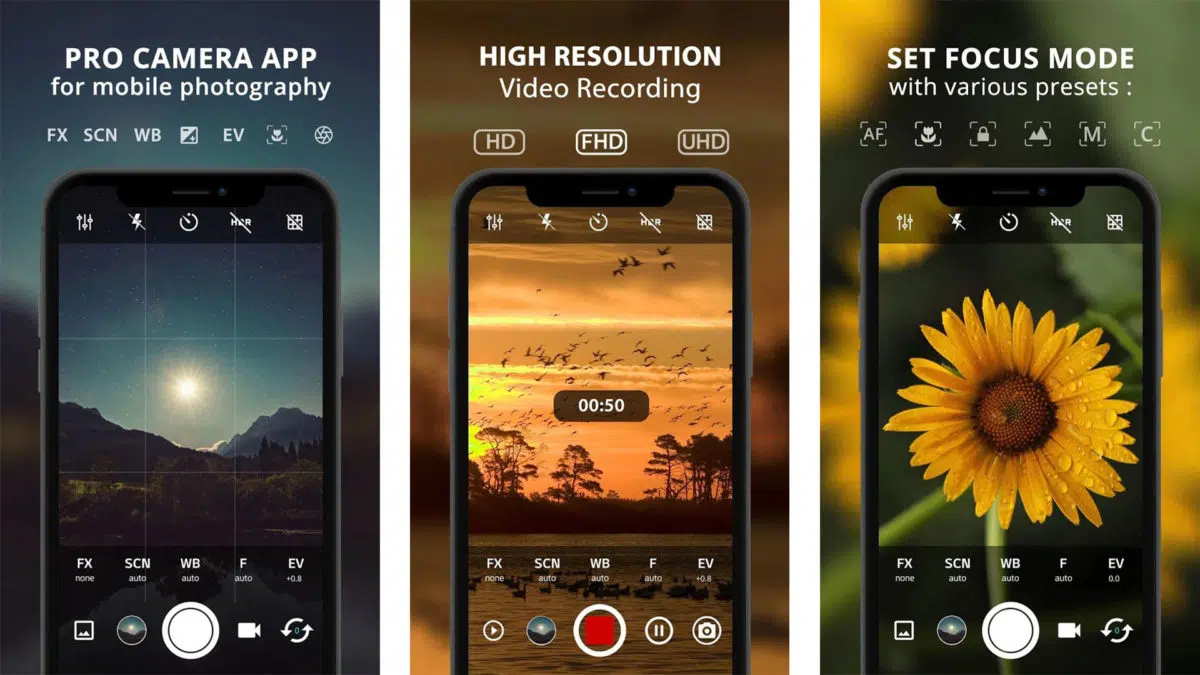 PRO CAMERA APP
for mobile photography
FX SCN WB EV
HDR
FX SCN WB F EV
none auto auto auto +0.8
0
HIGH RESOLUTION
Video Recording
HD FHD UHD
HDR
00:50
FX SCN WB F EV
none auto auto auto +0.8
SET FOCUS MODE
with various presets :
AF M C
HDR
FX SCN WB F EV
none auto auto auto 0.0
0